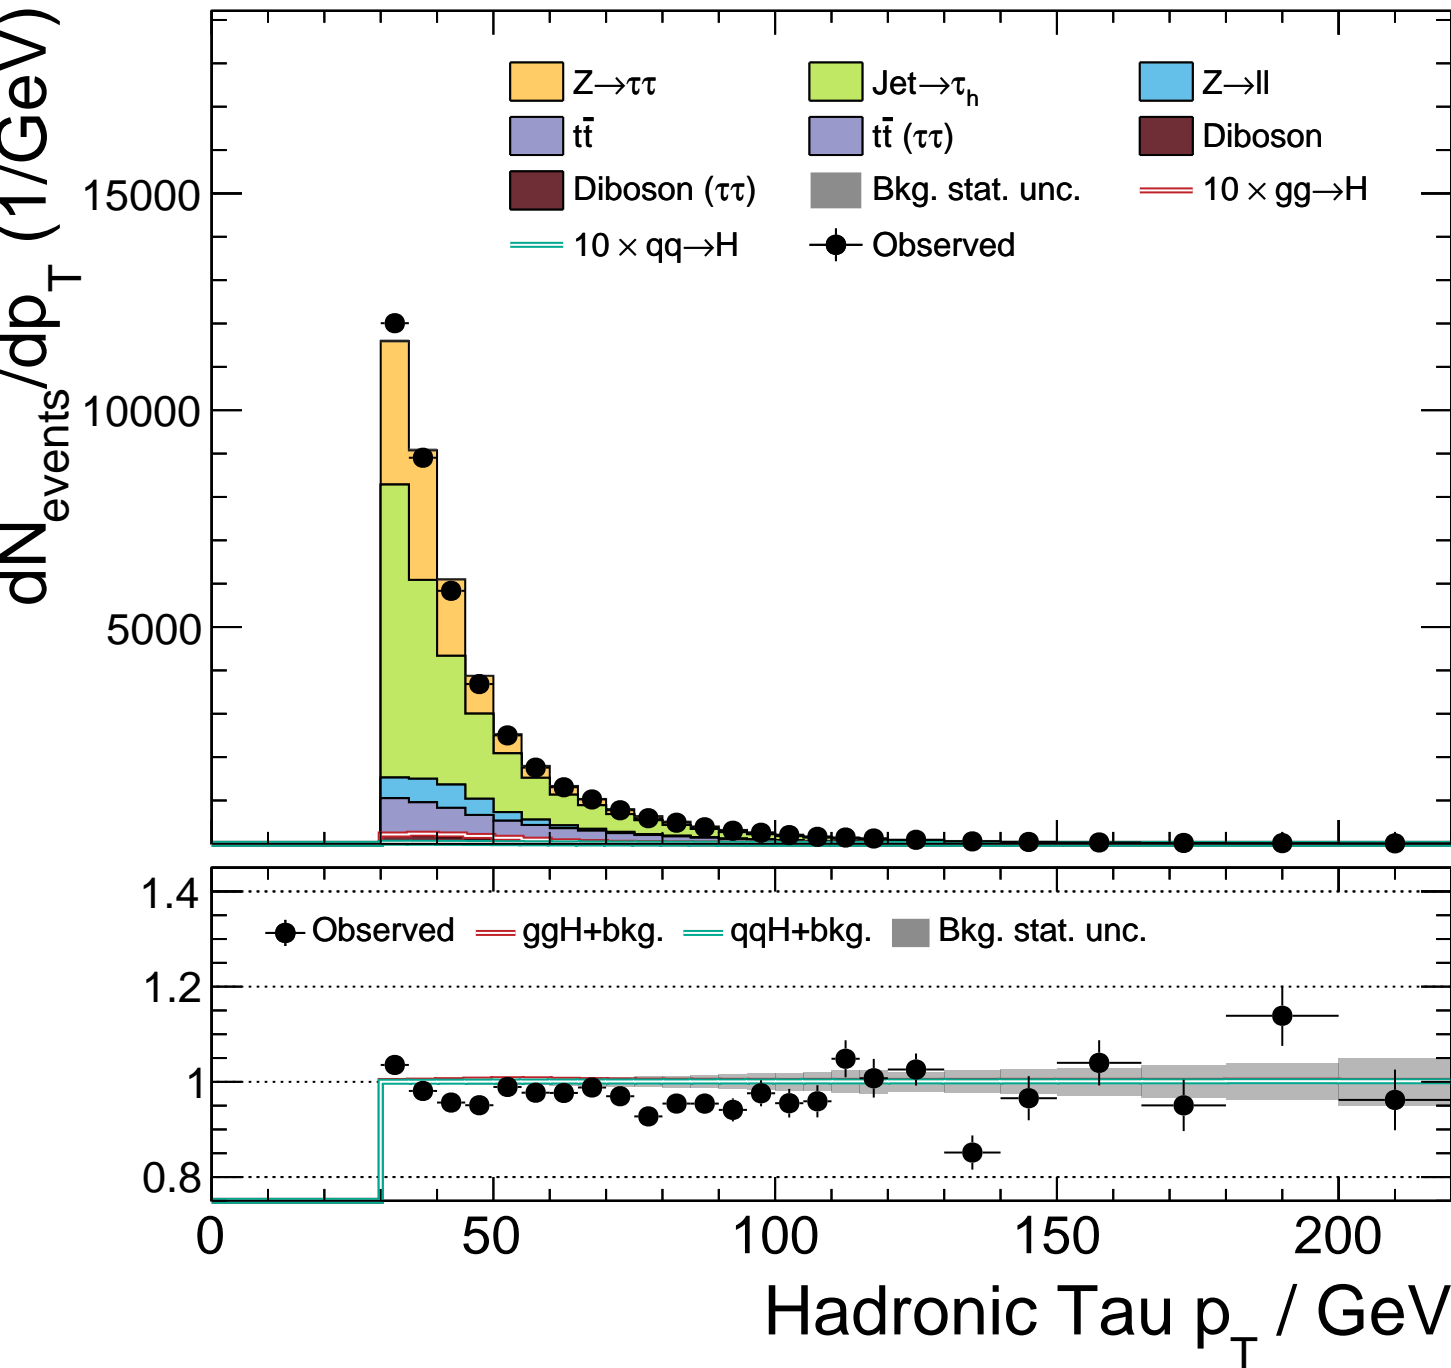 dN_events/dp_T (1/GeV)
Z→ττ Jet→τ_h Z→ll
tt̄ tt̄ (ττ) Diboson
Diboson (ττ) Bkg. stat. unc. 10 × gg→H
10 × qq→H Observed
15000
10000
5000
Observed ggH+bkg. qqH+bkg. Bkg. stat. unc.
1.4
1.2
1
0.8
0 50 100 150 200
Hadronic Tau p_T / GeV